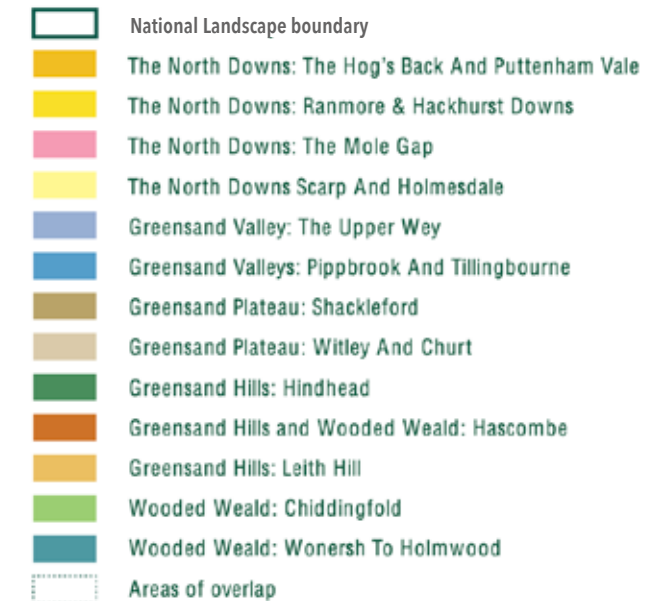 National Landscape boundary
The North Downs: The Hog's Back And Puttenham Vale
The North Downs: Ranmore & Hackhurst Downs
The North Downs: The Mole Gap
The North Downs Scarp And Holmesdale
Greensand Valley: The Upper Wey
Greensand Valleys: Pippbrook And Tillingbourne
Greensand Plateau: Shackleford
Greensand Plateau: Witley And Churt
Greensand Hills: Hindhead
Greensand Hills and Wooded Weald: Hascombe
Greensand Hills: Leith Hill
Wooded Weald: Chiddingfold
Wooded Weald: Wonersh To Holmwood
Areas of overlap